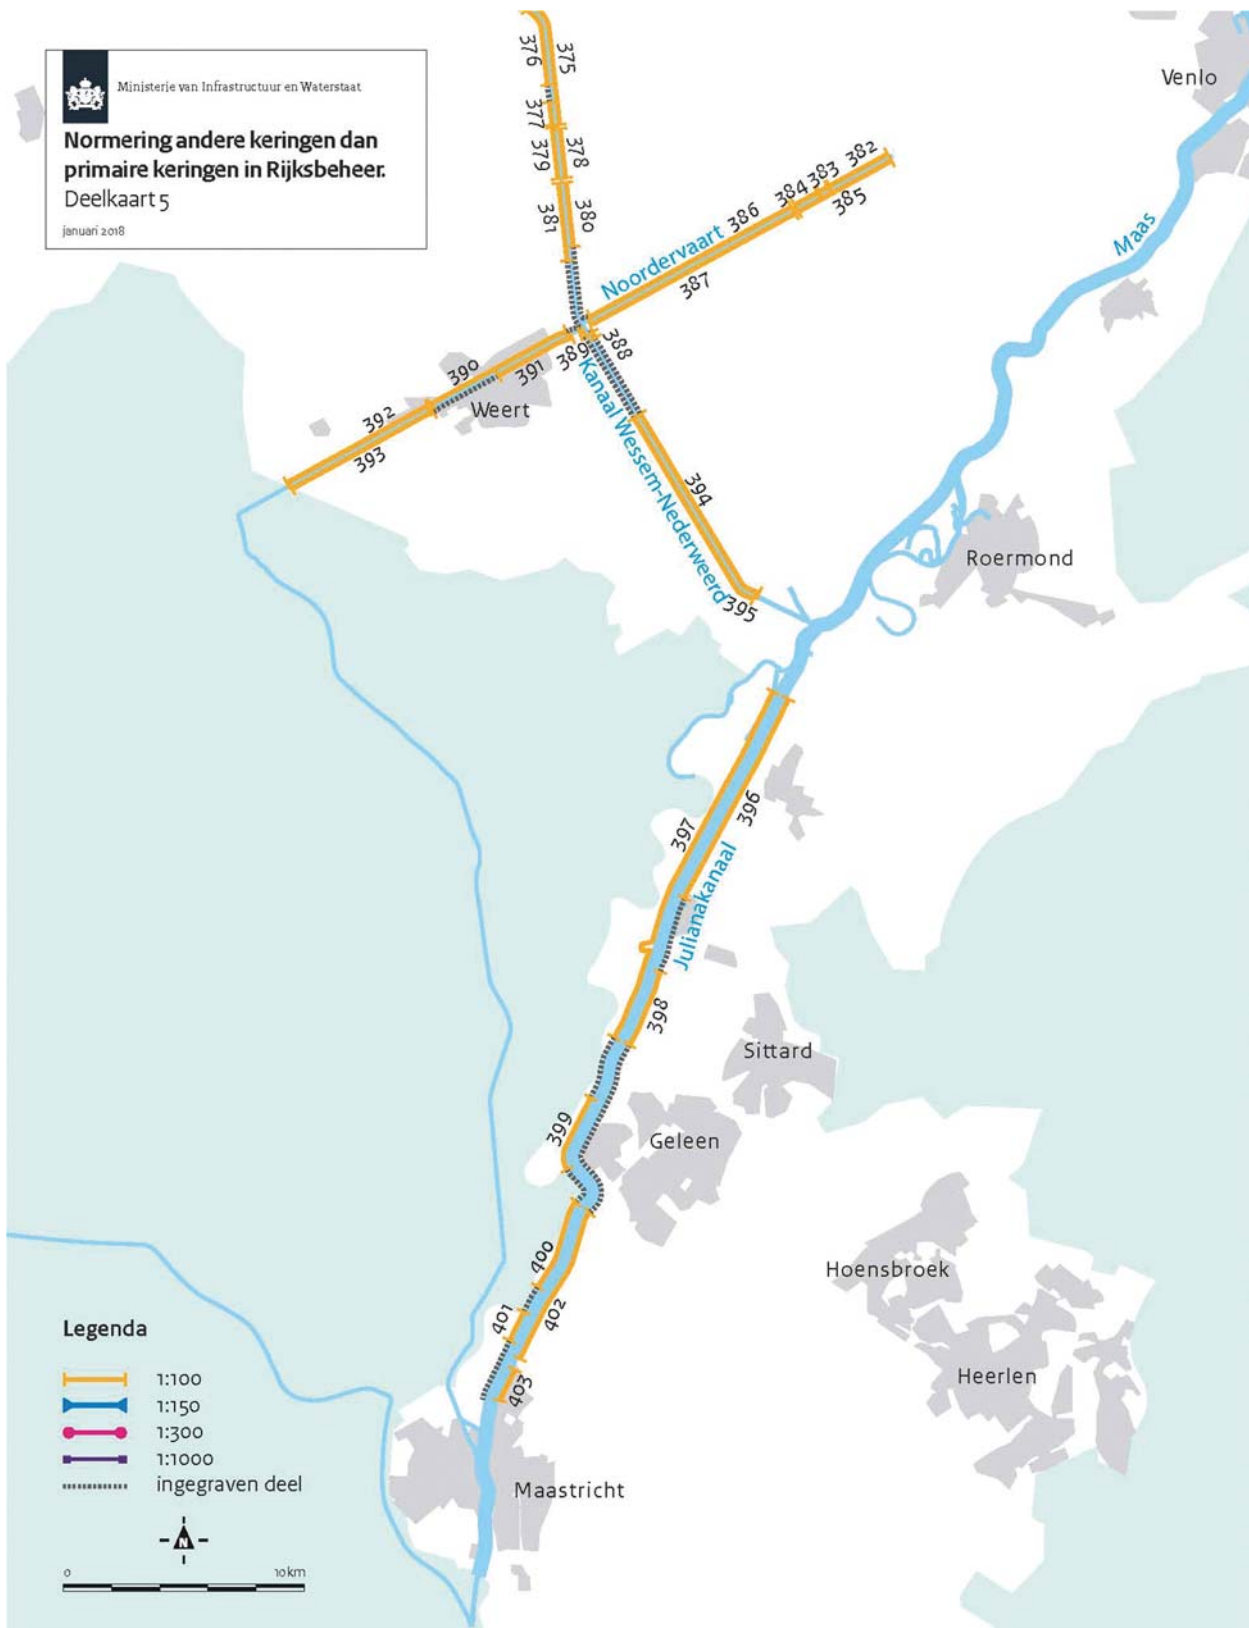 Ministerie van Infrastructuur en Waterstaat
Normering andere keringen dan
primaire keringen in Rijksbeheer.
Deelkaart 5
januari 2018
376
375
377
378
379
380
381
Venlo
382
383
384
385
386
387
Noordervaart
Maas
388
389
390
391
Weert
392
393
Kanaal Wessem-Nederweerd
394
395
Roermond
396
397
Julianakanaal
398
Sittard
399
Geleen
400
Hoensbroek
401
402
Heerlen
403
Maastricht
Legenda
1:100
1:150
1:300
1:1000
ingegraven deel
N
0 10km